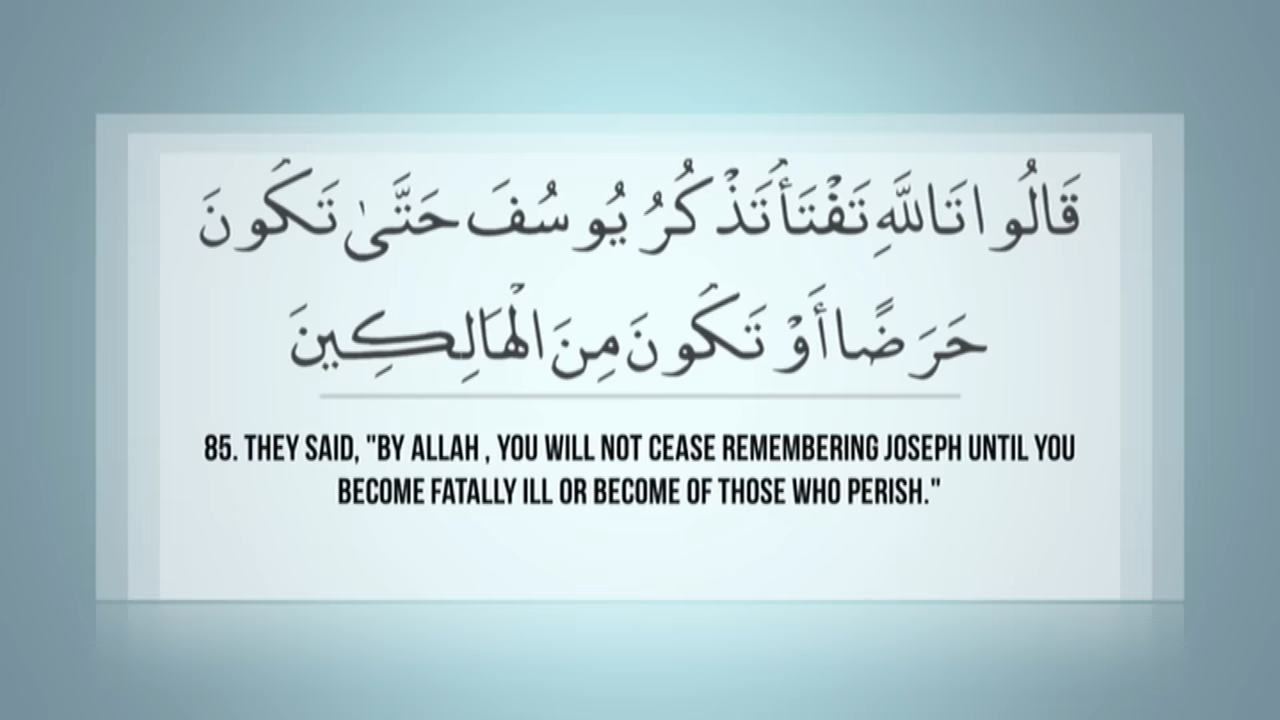 قَالُوا تَاللَّهِ تَفْتَأُ تَذْكُرُ يُوسُفَ حَتَّىٰ تَكُونَ
حَرَضًا أَوْ تَكُونَ مِنَ الْهَالِكِينَ
85. THEY SAID, "BY ALLAH , YOU WILL NOT CEASE REMEMBERING JOSEPH UNTIL YOU
BECOME FATALLY ILL OR BECOME OF THOSE WHO PERISH."